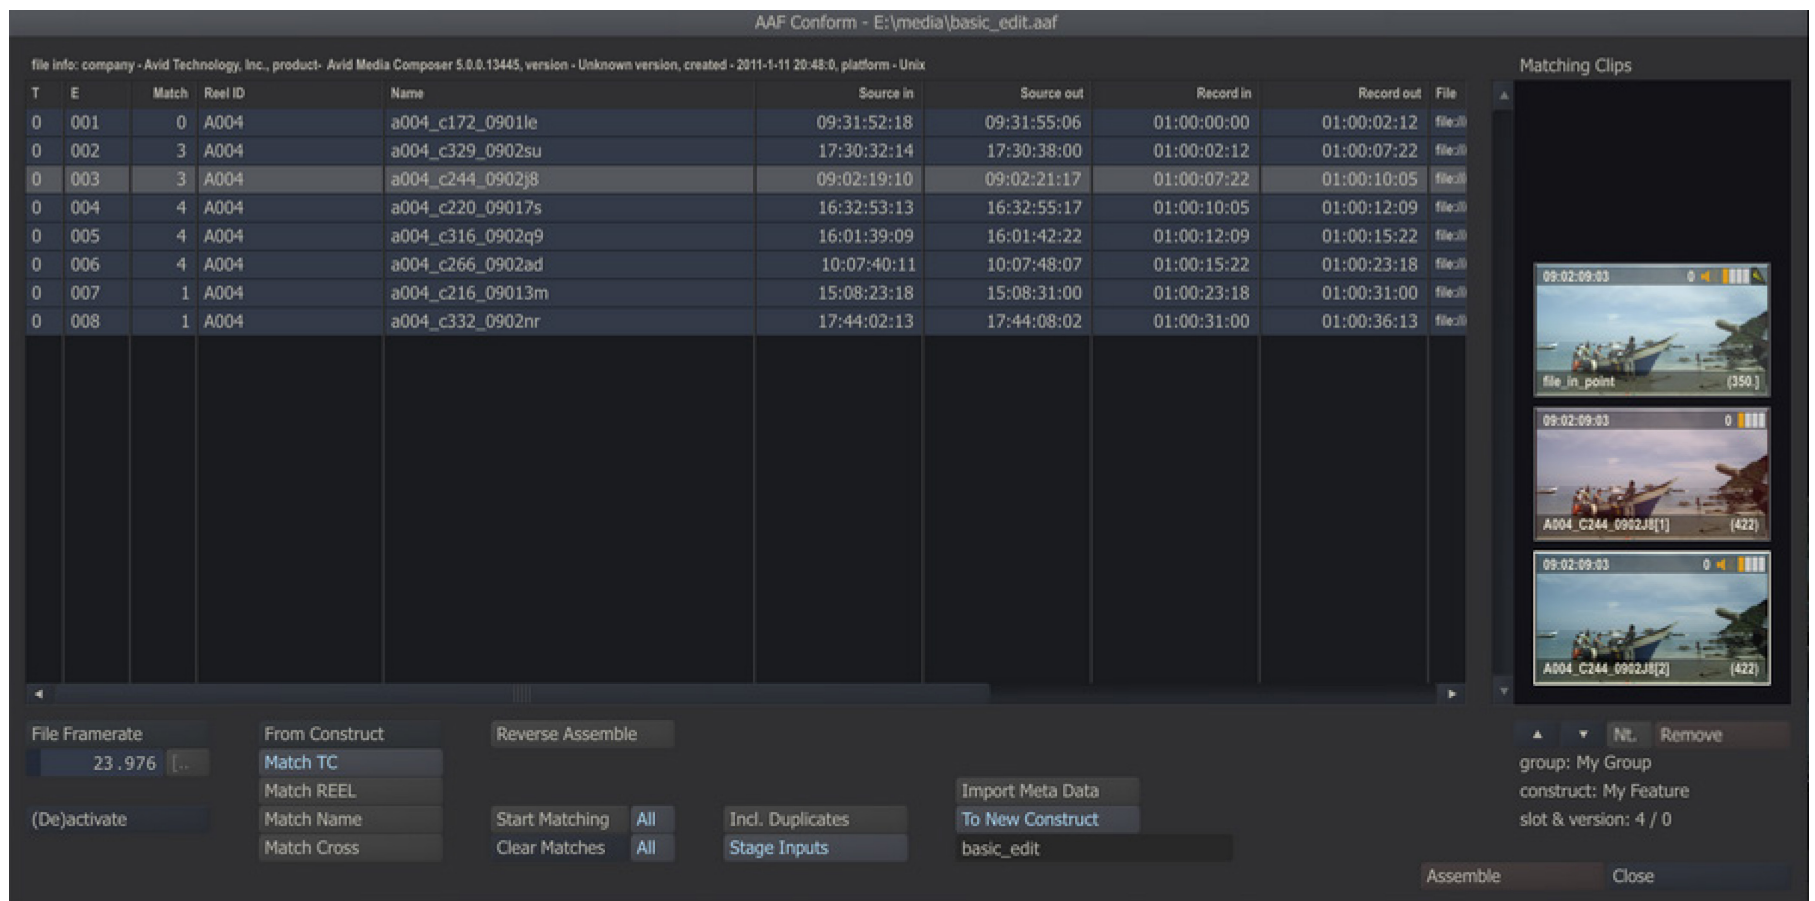 AAF Conform - E:\media\basic_edit.aaf
file info: company - Avid Technology, Inc., product- Avid Media Composer 5.0.0.13445, version - Unknown version, created - 2011-1-11 20:48:0, platform - Unix
T E Match Reel ID Name Source in Source out Record in Record out File
0 001 0 A004 a004_c172_0901le 09:31:52:18 09:31:55:06 01:00:00:00 01:00:02:12 file://
0 002 3 A004 a004_c329_0902su 17:30:32:14 17:30:38:00 01:00:02:12 01:00:07:22 file://
0 003 3 A004 a004_c244_0902j8 09:02:19:10 09:02:21:17 01:00:07:22 01:00:10:05 file://
0 004 4 A004 a004_c220_09017s 16:32:53:13 16:32:55:17 01:00:10:05 01:00:12:09 file://
0 005 4 A004 a004_c316_0902q9 16:01:39:09 16:01:42:22 01:00:12:09 01:00:15:22 file://
0 006 4 A004 a004_c266_0902ad 10:07:40:11 10:07:48:07 01:00:15:22 01:00:23:18 file://
0 007 1 A004 a004_c216_09013m 15:08:23:18 15:08:31:00 01:00:23:18 01:00:31:00 file://
0 008 1 A004 a004_c332_0902nr 17:44:02:13 17:44:08:02 01:00:31:00 01:00:36:13 file://
Matching Clips
09:02:09:03 0
file_in_point (350.]
09:02:09:03 0
A004_C244_0902J8[1] (422)
09:02:09:03 0
A004_C244_0902J8[2] (422)
File Framerate
23.976 [..
(De)activate
From Construct
Match TC
Match REEL
Match Name
Match Cross
Reverse Assemble
Start Matching All
Clear Matches All
Incl. Duplicates
Stage Inputs
Import Meta Data
To New Construct
basic_edit
Nt. Remove
group: My Group
construct: My Feature
slot & version: 4 / 0
Assemble Close